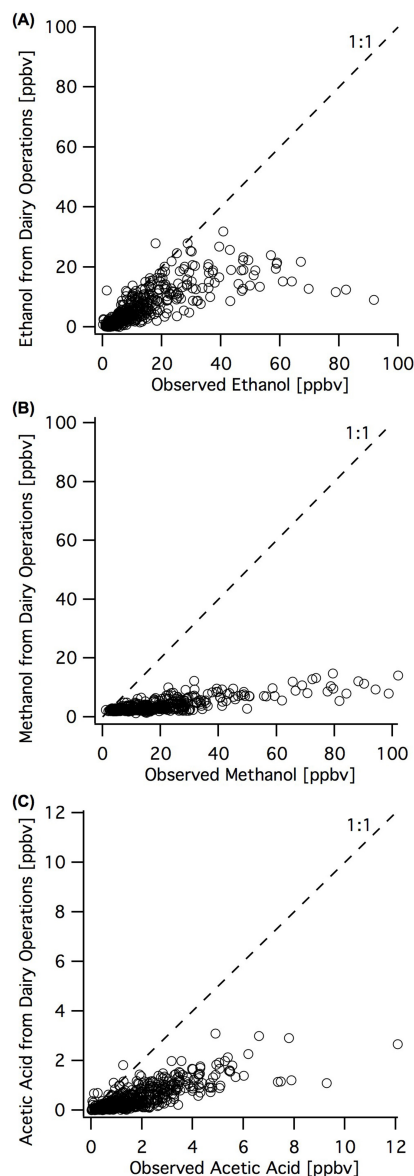 (A)
100
80
60
40
20
0
Ethanol from Dairy Operations [ppbv]
1:1
0 20 40 60 80 100
Observed Ethanol [ppbv]
(B)
100
80
60
40
20
0
Methanol from Dairy Operations [ppbv]
1:1
0 20 40 60 80 100
Observed Methanol [ppbv]
(C)
12
10
8
6
4
2
0
Acetic Acid from Dairy Operations [ppbv]
1:1
0 2 4 6 8 10 12
Observed Acetic Acid [ppbv]